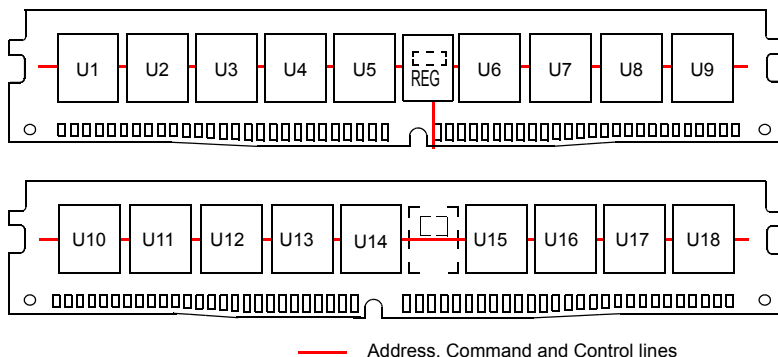 U1 U2 U3 U4 U5 REG U6 U7 U8 U9
U10 U11 U12 U13 U14 U15 U16 U17 U18
Address, Command and Control lines